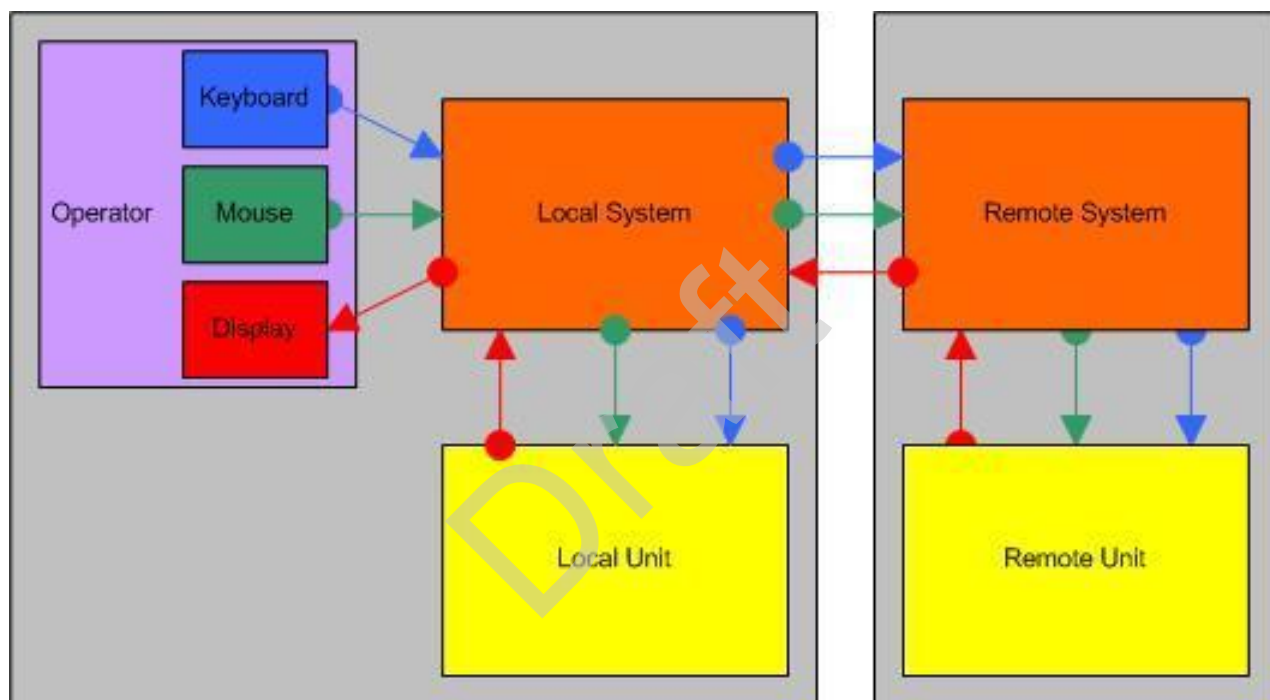 Keyboard
Operator
Mouse
Display
Local System
Remote System
Local Unit
Remote Unit
Draft